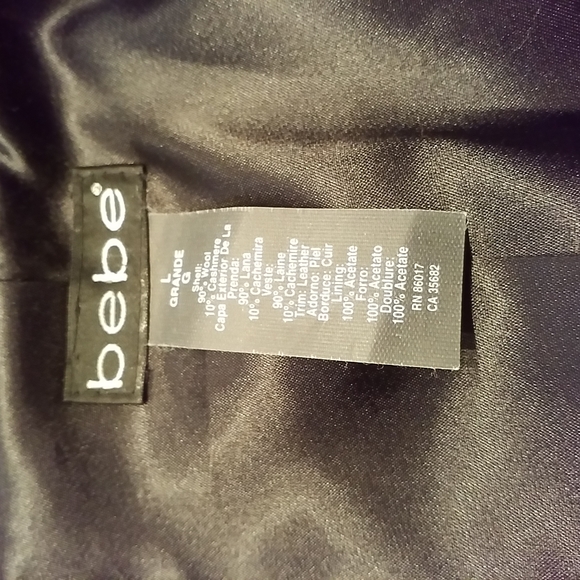 bebe®
L
GRANDE
G
Shell:
90% Wool
10% Cashmere
Capa Exterior De La
Prenda:
90% Lana
10% Cachemira
Veste:
90% Laine
10% Cachemire
Trim: Leather
Adorno: Piel
Bordure: Cuir
Lining:
100% Acetate
Forro:
100% Acetato
Doublure:
100% Acetate
RN 86017
CA 35682